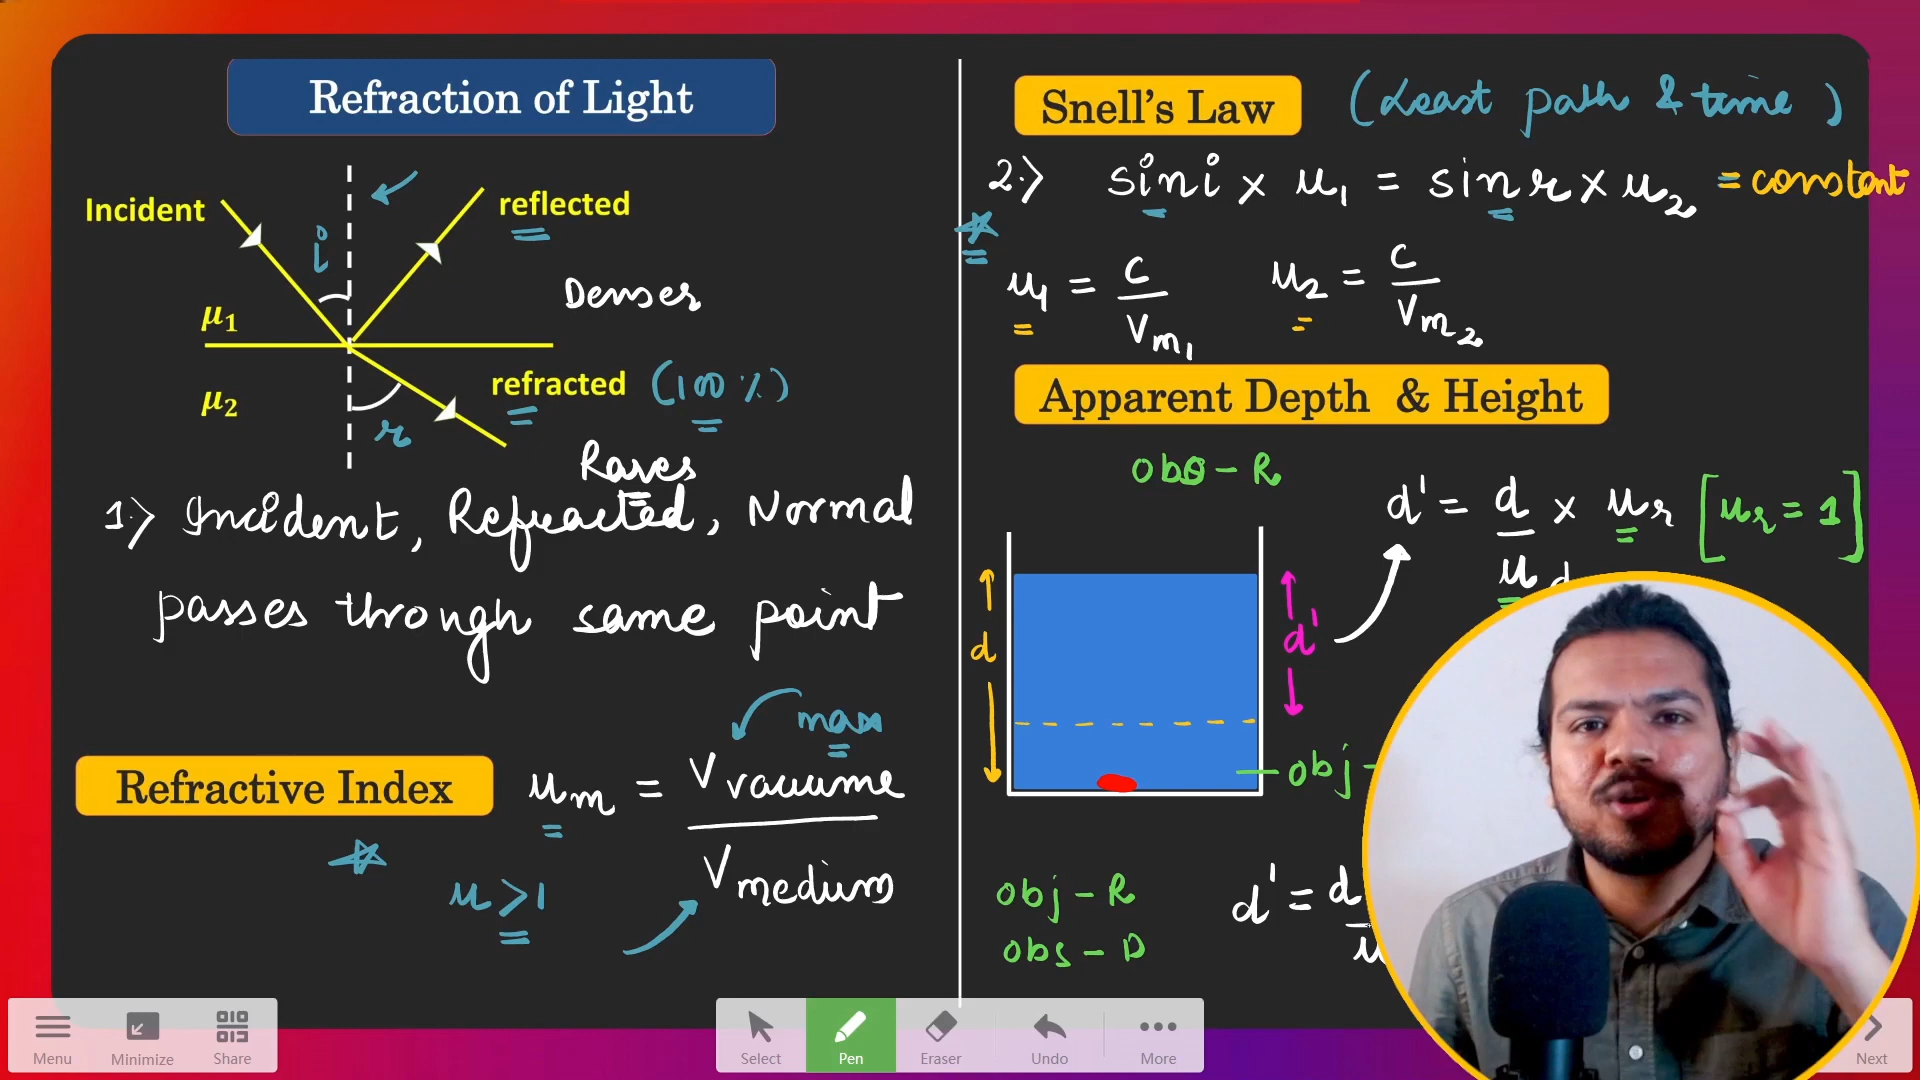 Refraction of Light
Incident
i
reflected
Denser
μ1
μ2
refracted (100 %)
r
Rarer
1.) Incident, Refracted, Normal
passes through same point
max
Refractive Index
μm = Vvacuume / Vmedium
μ > 1
Snell's Law (Least path & time)
2.) sin i × μ1 = sin r × μ2 = constant
μ1 = c / Vm1
μ2 = c / Vm2
Apparent Depth & Height
obs - R
d' = d / μ × μr [μr = 1]
d
d'
obj -
obj - R
obs - D
d' = d
Menu
Minimize
Share
Select
Pen
Eraser
Undo
More
Next